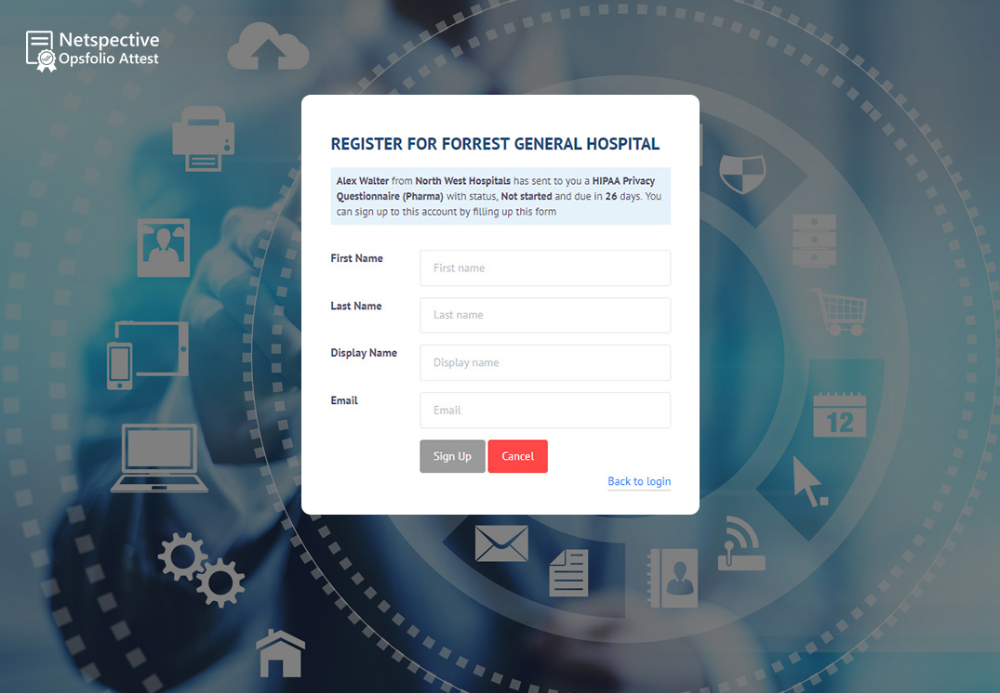 Netspective
Opsfolio Attest
REGISTER FOR FORREST GENERAL HOSPITAL
Alex Walter from North West Hospitals has sent to you a HIPAA Privacy
Questionnaire (Pharma) with status, Not started and due in 26 days. You
can sign up to this account by filling up this form
First Name
First name
Last Name
Last name
Display Name
Display name
Email
Email
Sign Up
Cancel
Back to login
12